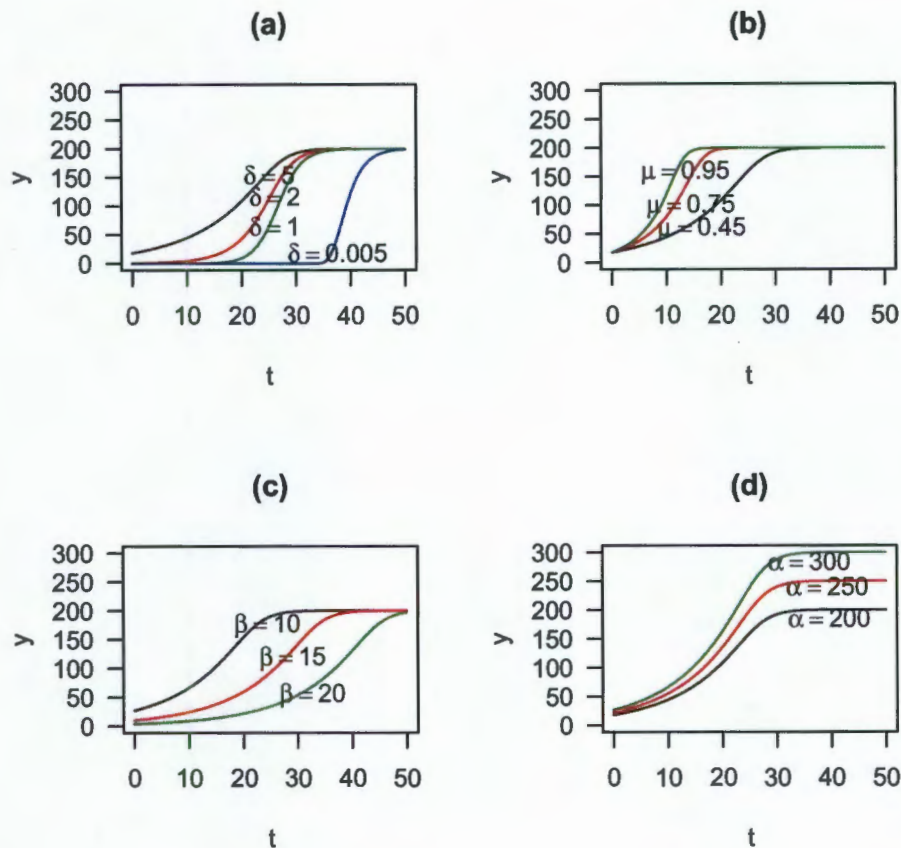 (a)
300
250
200
150
100
50
0
y
δ = 5
δ = 2
δ = 1
δ = 0.005
0 10 20 30 40 50
t
(b)
300
250
200
150
100
50
0
y
μ = 0.95
μ = 0.75
μ = 0.45
0 10 20 30 40 50
t
(c)
300
250
200
150
100
50
0
y
β = 10
β = 15
β = 20
0 10 20 30 40 50
t
(d)
300
250
200
150
100
50
0
y
α = 300
α = 250
α = 200
0 10 20 30 40 50
t